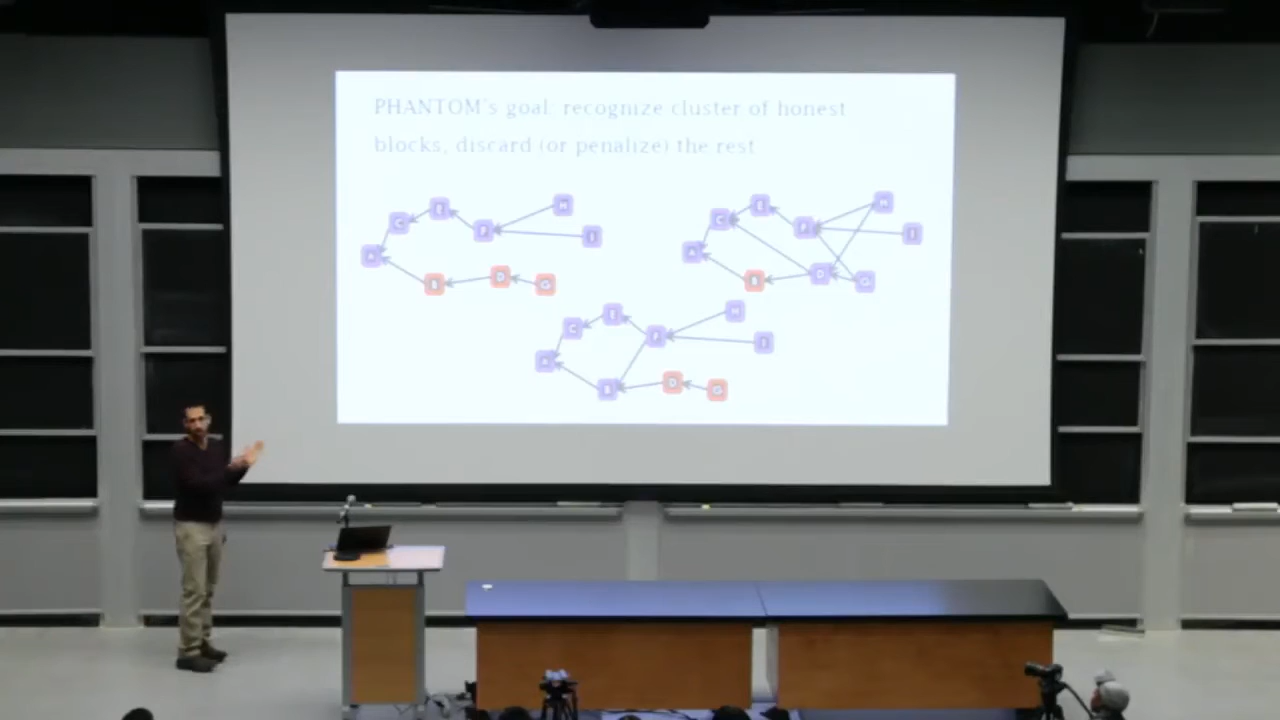 PHANTOM's goal: recognize cluster of honest
blocks, discard (or penalize) the rest
E
H
C
F
I
A
B
D
G
E
H
C
F
I
A
B
D
G
E
H
C
F
I
A
B
D
G